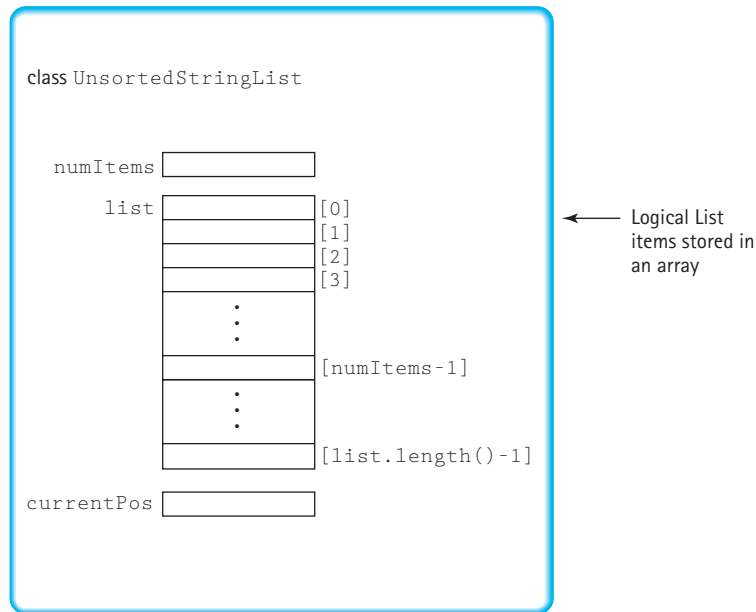 class UnsortedStringList
numItems
list
[0]
[1]
[2]
[3]
[numItems-1]
[list.length()-1]
currentPos
Logical List
items stored in
an array